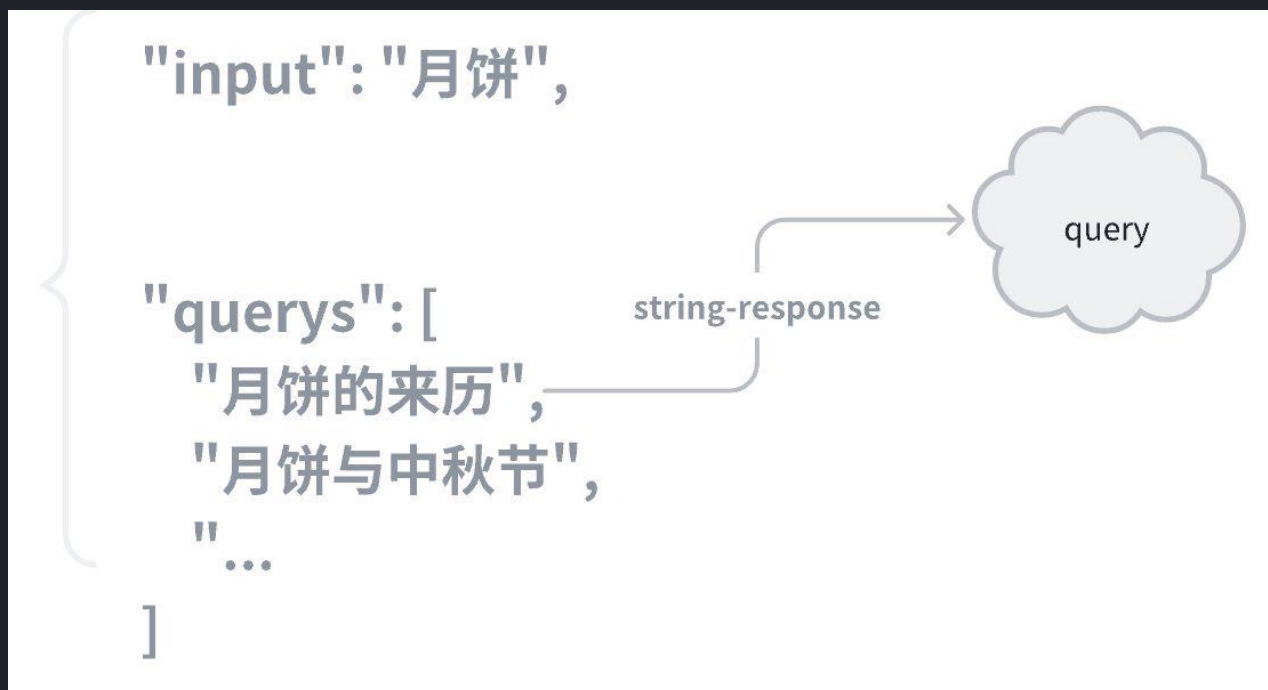 "input": "月饼",
query
"querys": [
string-response
"月饼的来历",
"月饼与中秋节",
"...
]